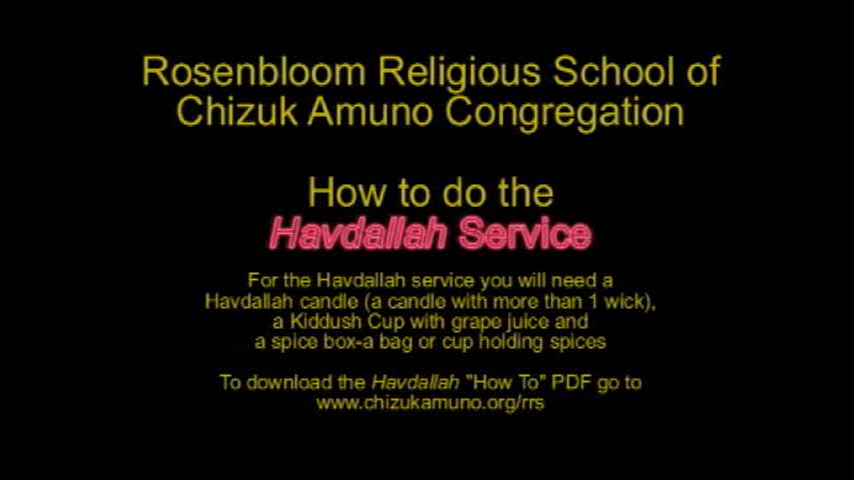 Rosenbloom Religious School of
Chizuk Amuno Congregation
How to do the
Havdallah Service
For the Havdallah service you will need a
Havdallah candle (a candle with more than 1 wick),
a Kiddush Cup with grape juice and
a spice box-a bag or cup holding spices
To download the Havdallah "How To" PDF go to
www.chizukamuno.org/rrs